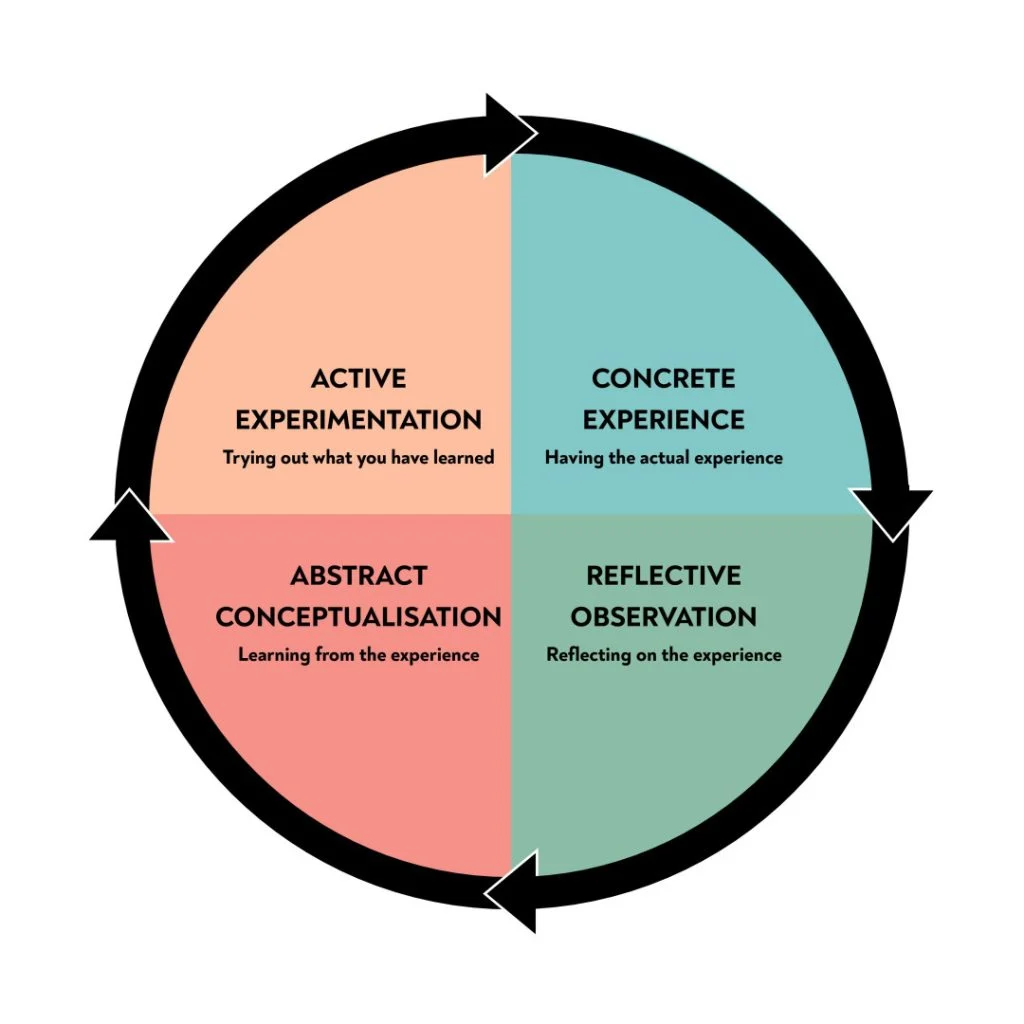 ACTIVE
EXPERIMENTATION
Trying out what you have learned
CONCRETE
EXPERIENCE
Having the actual experience
ABSTRACT
CONCEPTUALISATION
Learning from the experience
REFLECTIVE
OBSERVATION
Reflecting on the experience